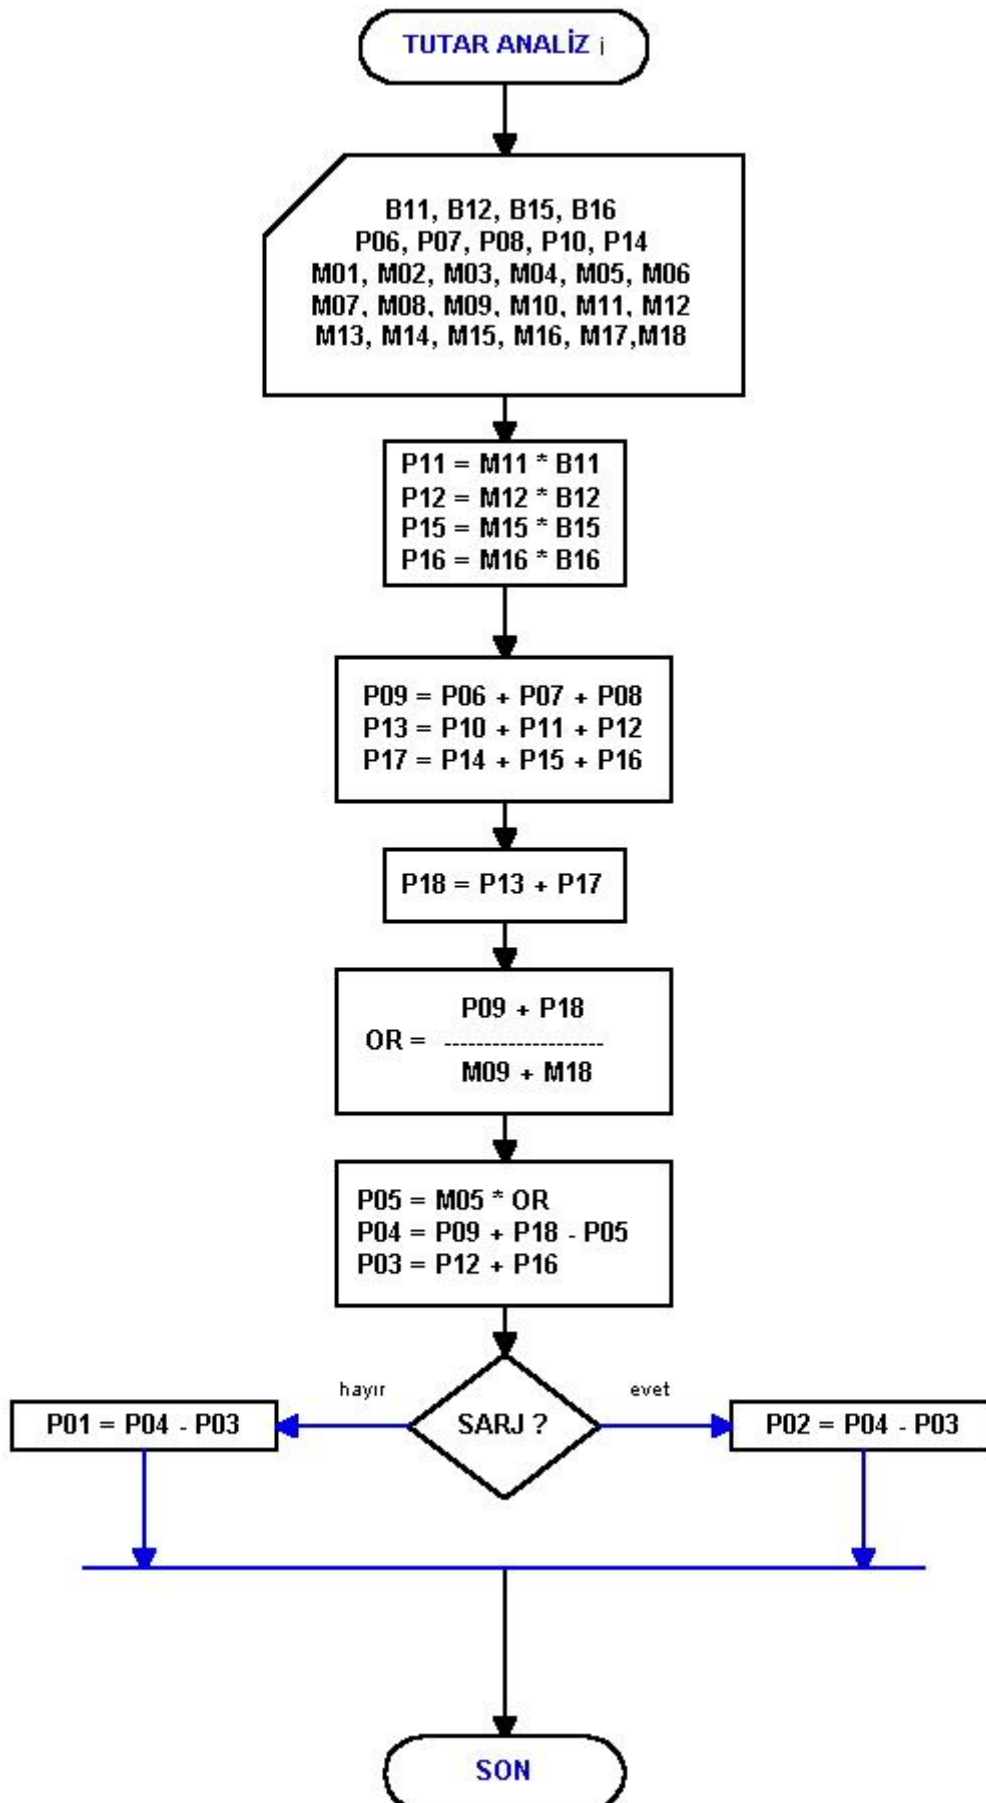 TUTAR ANALİZ i
B11, B12, B15, B16
P06, P07, P08, P10, P14
M01, M02, M03, M04, M05, M06
M07, M08, M09, M10, M11, M12
M13, M14, M15, M16, M17,M18
P11 = M11 * B11
P12 = M12 * B12
P15 = M15 * B15
P16 = M16 * B16
P09 = P06 + P07 + P08
P13 = P10 + P11 + P12
P17 = P14 + P15 + P16
P18 = P13 + P17
P09 + P18
OR = --------------------
M09 + M18
P05 = M05 * OR
P04 = P09 + P18 - P05
P03 = P12 + P16
hayır
evet
P01 = P04 - P03
SARJ ?
P02 = P04 - P03
SON